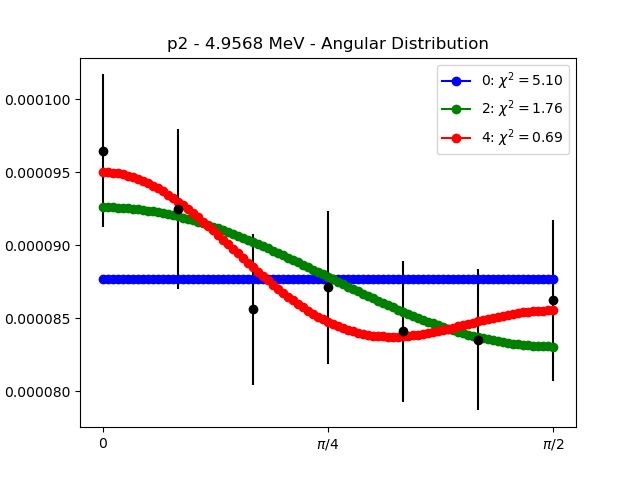 p2 - 4.9568 MeV - Angular Distribution
0: χ² = 5.10
2: χ² = 1.76
4: χ² = 0.69
0.000100
0.000095
0.000090
0.000085
0.000080
0
π/4
π/2